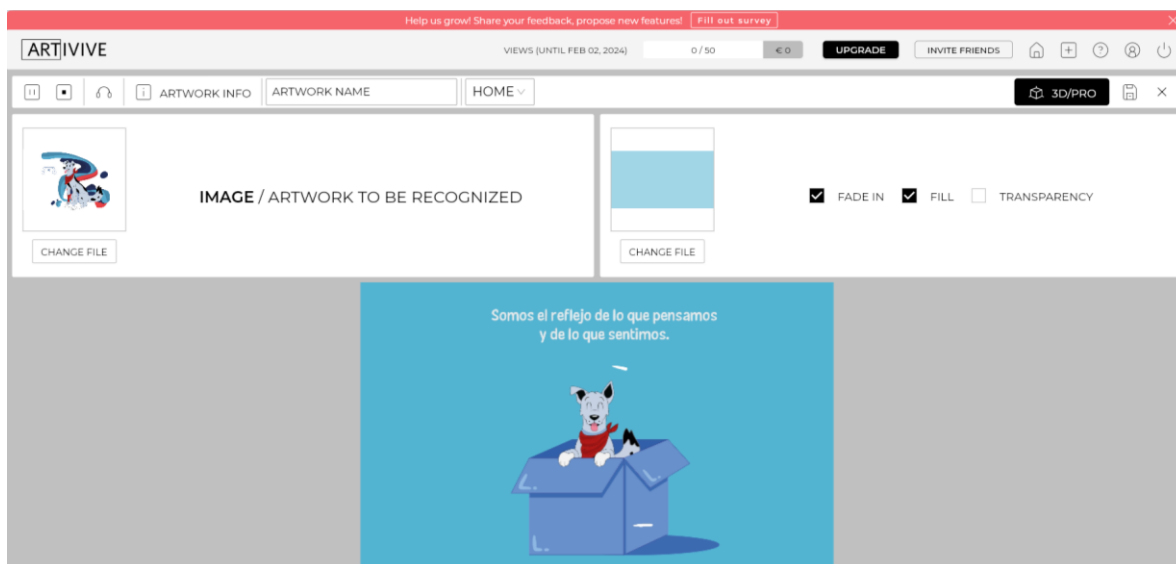 Help us grow! Share your feedback, propose new features! Fill out survey
ARTIVIVE VIEWS (UNTIL FEB 02, 2024) 0 / 50 € 0 UPGRADE INVITE FRIENDS
ARTWORK INFO ARTWORK NAME HOME 3D/PRO
IMAGE / ARTWORK TO BE RECOGNIZED
CHANGE FILE
FADE IN FILL TRANSPARENCY
CHANGE FILE
Somos el reflejo de lo que pensamos
y de lo que sentimos.